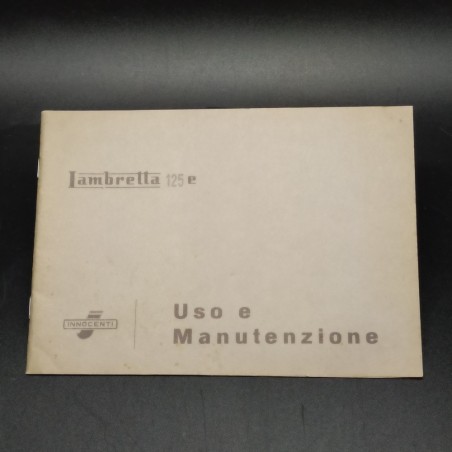 Lambretta 125 e
INNOCENTI
Uso e
Manutenzione